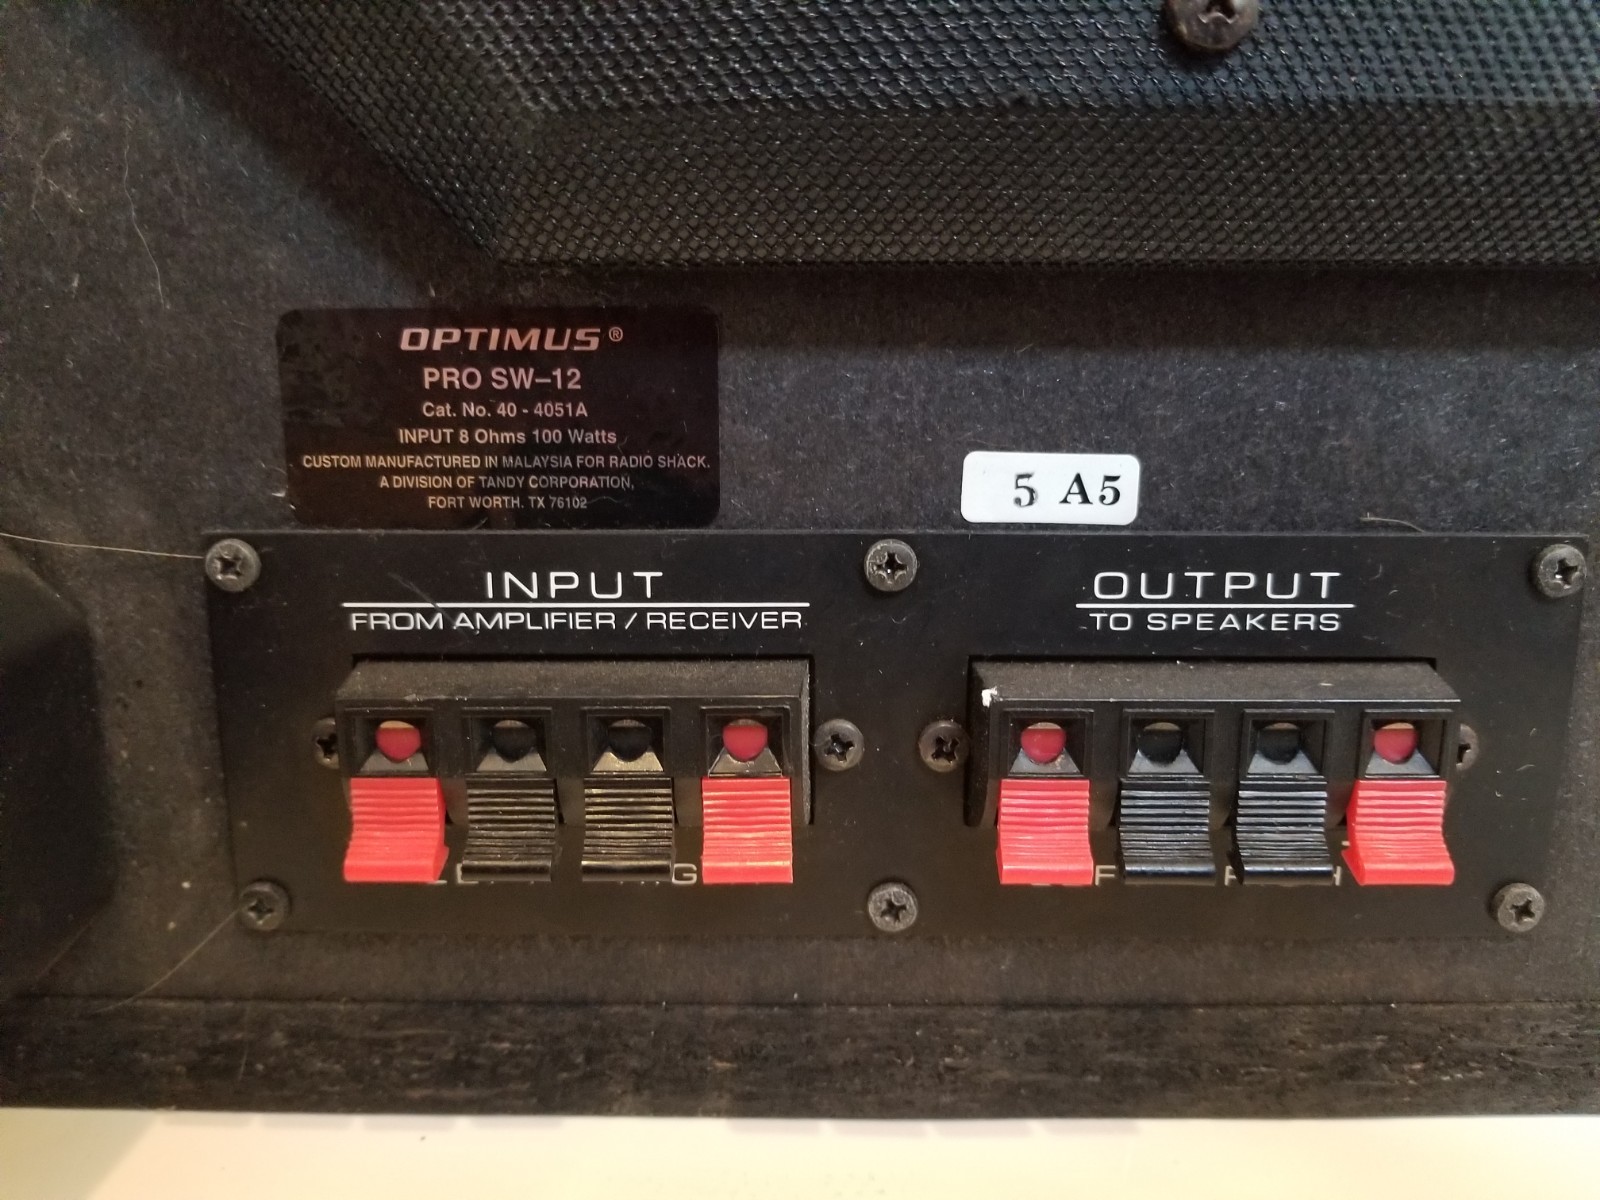 OPTIMUS®
PRO SW–12
Cat. No. 40 - 4051A
INPUT 8 Ohms 100 Watts
CUSTOM MANUFACTURED IN MALAYSIA FOR RADIO SHACK.
A DIVISION OF TANDY CORPORATION,
FORT WORTH. TX 76102
5 A5
INPUT
FROM AMPLIFIER / RECEIVER
OUTPUT
TO SPEAKERS